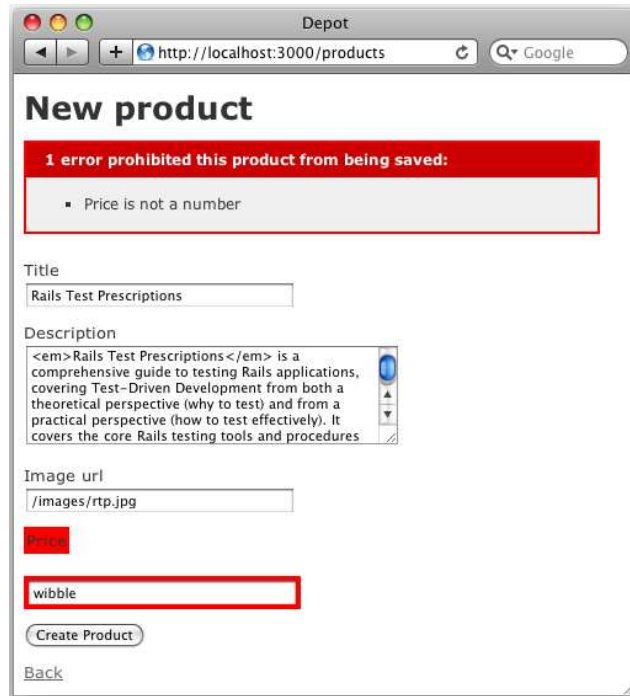 Depot
http://localhost:3000/products
Google
New product
1 error prohibited this product from being saved:
Price is not a number
Title
Rails Test Prescriptions
Description
<em>Rails Test Prescriptions</em> is a
comprehensive guide to testing Rails applications,
covering Test-Driven Development from both a
theoretical perspective (why to test) and from a
practical perspective (how to test effectively). It
covers the core Rails testing tools and procedures
Image url
/images/rtp.jpg
Price
wibble
Create Product
Back